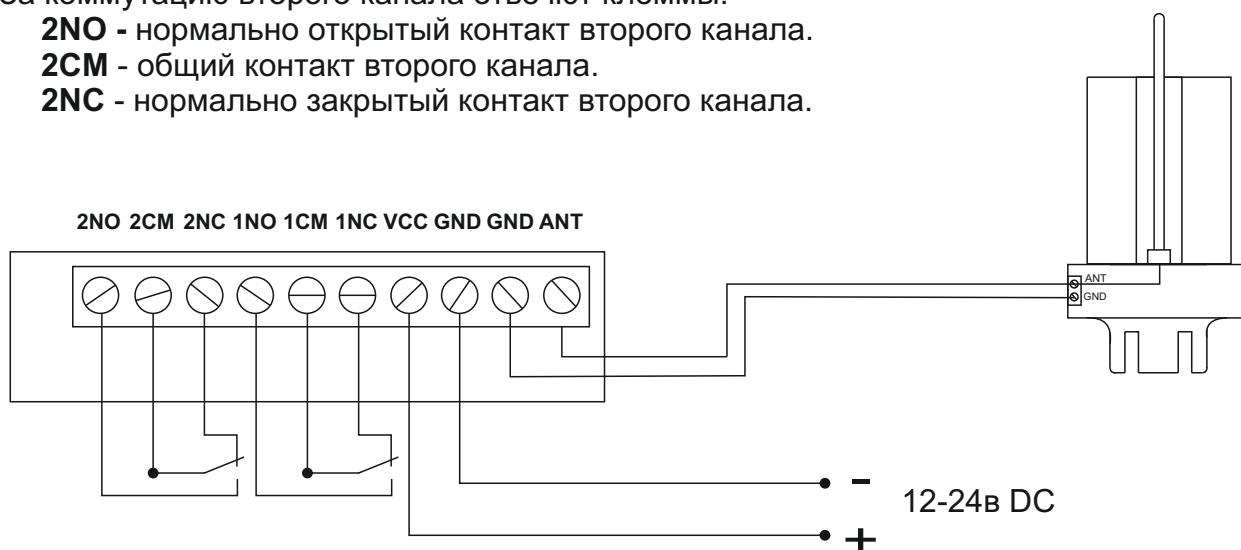 2NO - нормально открытый контакт второго канала.
2CM - общий контакт второго канала.
2NC - нормально закрытый контакт второго канала.
2NO 2CM 2NC 1NO 1CM 1NC VCC GND GND ANT
ANT
GND
-
12-24в DC
+